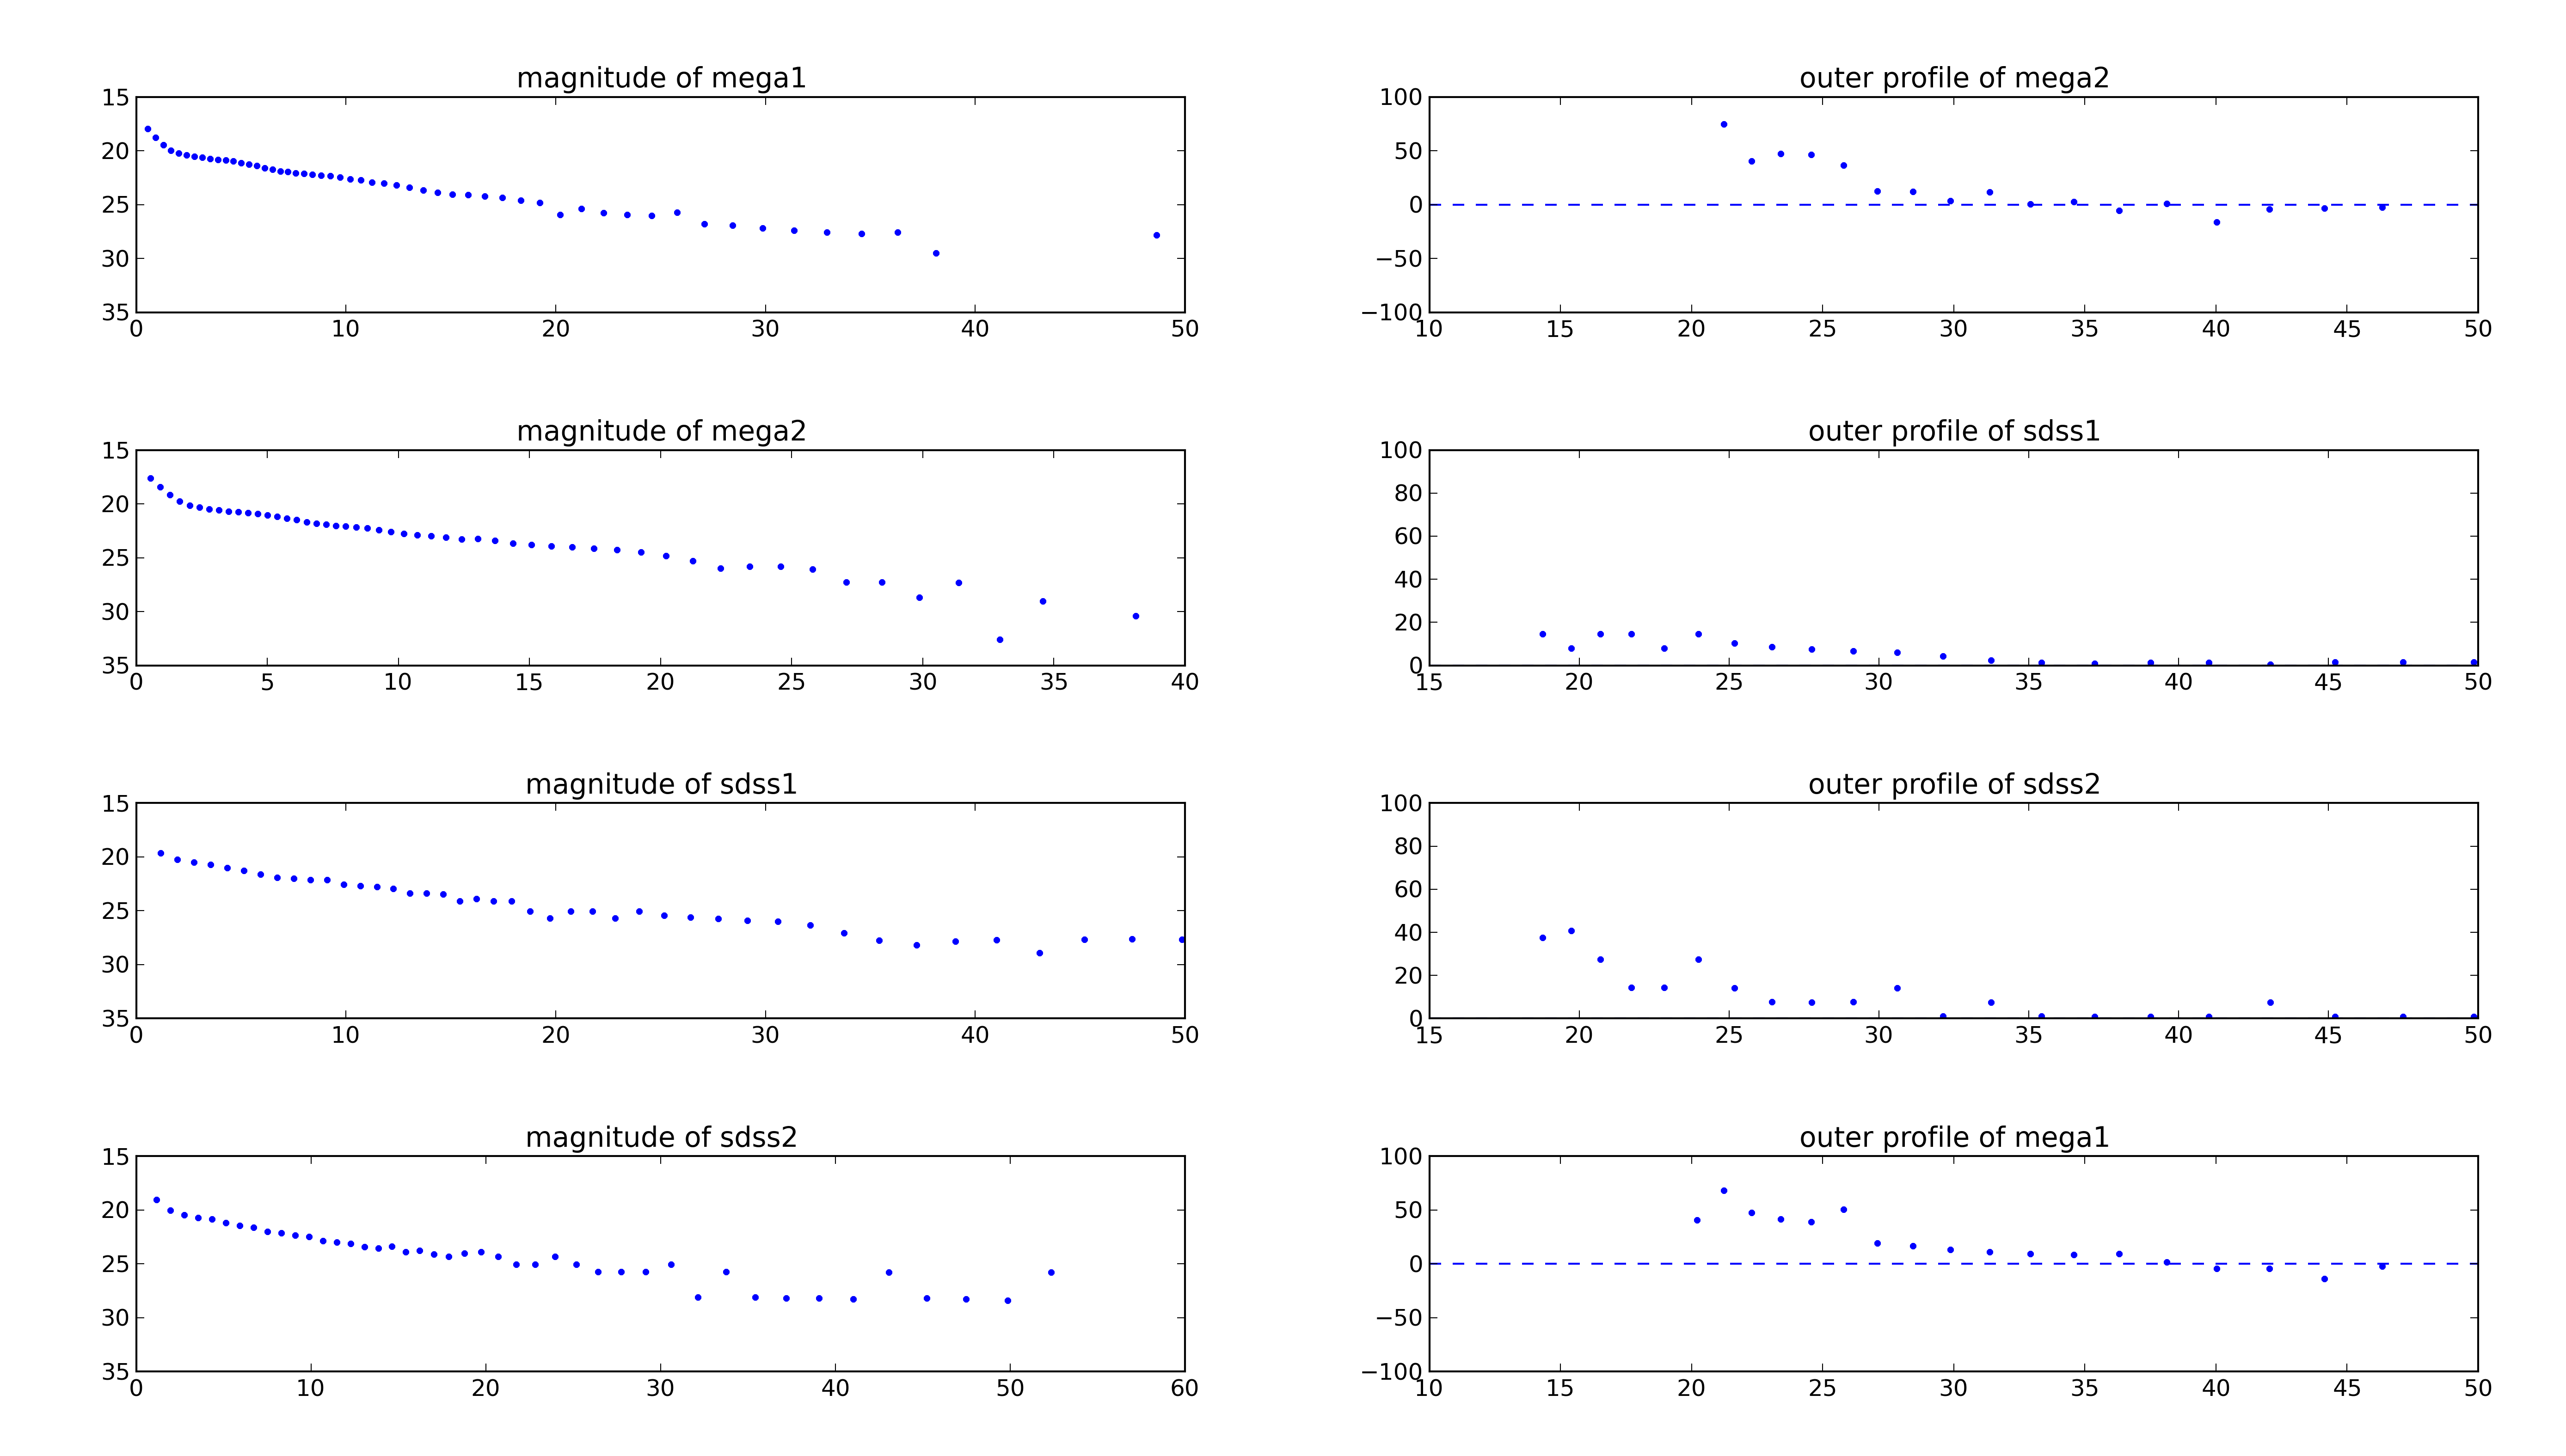 magnitude of mega1
15
20
25
30
35
0 10 20 30 40 50
outer profile of mega2
100
50
0
−50
−100
10 15 20 25 30 35 40 45 50
magnitude of mega2
15
20
25
30
35
0 5 10 15 20 25 30 35 40
outer profile of sdss1
100
80
60
40
20
0
15 20 25 30 35 40 45 50
magnitude of sdss1
15
20
25
30
35
0 10 20 30 40 50
outer profile of sdss2
100
80
60
40
20
0
15 20 25 30 35 40 45 50
magnitude of sdss2
15
20
25
30
35
0 10 20 30 40 50 60
outer profile of mega1
100
50
0
−50
−100
10 15 20 25 30 35 40 45 50